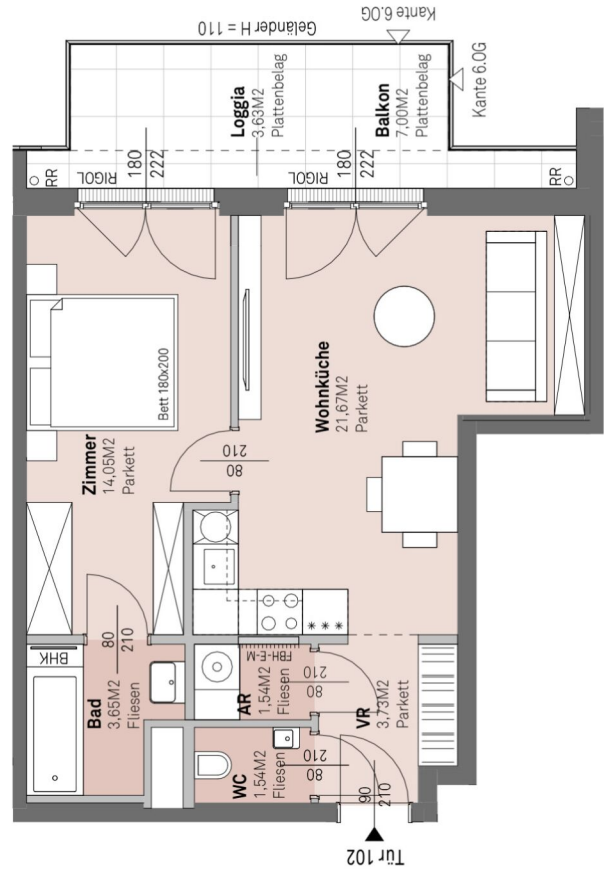 Kante 6.OG
Geländer H = 110
Kante 6.OG
Loggia
3,63M2
Plattenbelag
Balkon
7,00M2
Plattenbelag
RR
RIGOL
180
222
RIGOL
180
222
RR
Bett 180x200
Zimmer
14,05M2
Parkett
Wohnküche
21,67M2
Parkett
80
210
80
210
BHK
Bad
3,65M2
Fliesen
FBH-E-M
AR
1,54M2
Fliesen
80
210
VR
3,73M2
Parkett
WC
1,54M2
Fliesen
80
210
90
210
Tür 102